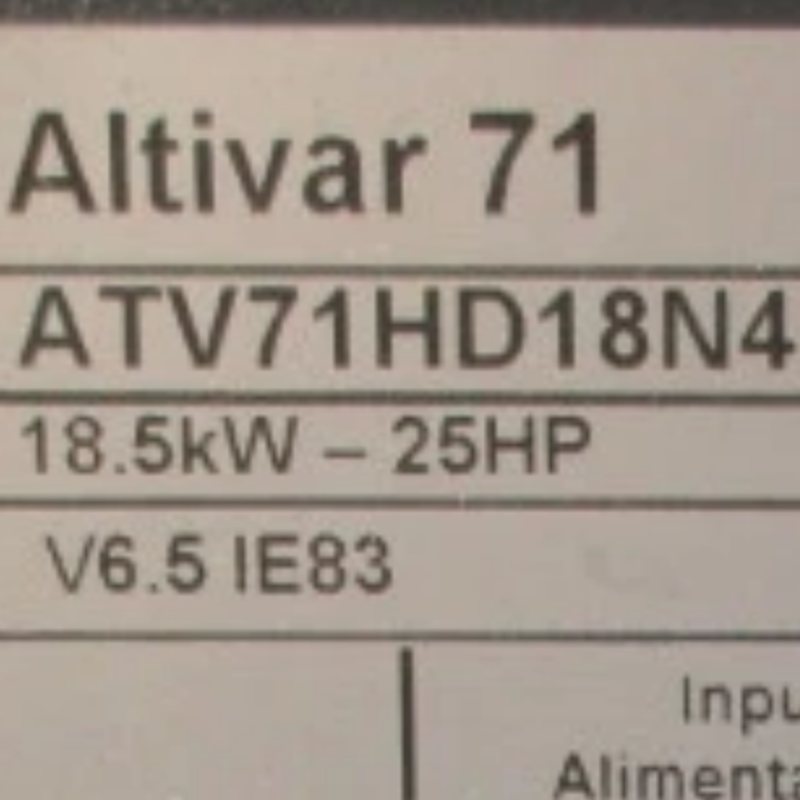 Altivar 71
ATV71HD18N4
18.5kW – 25HP
V6.5 IE83
Inpu
Alimenta